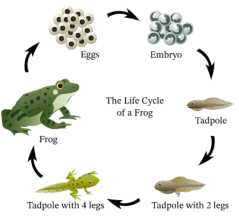 Eggs
Embryo
The Life Cycle
of a Frog
Tadpole
Frog
Tadpole with 4 legs
Tadpole with 2 legs